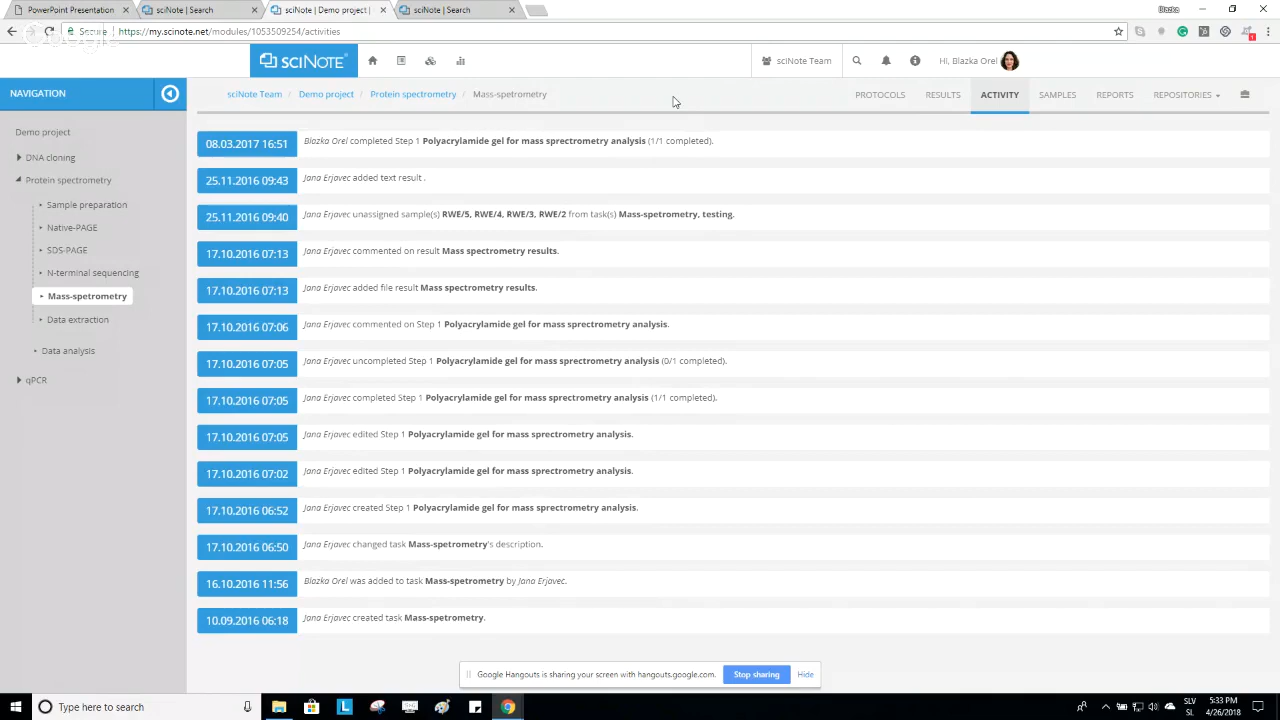 PowerPoint Presentation
sciNote | Search
sciNote | Demo project |
sciNote | Search
Blazka
Secure
https://my.scinote.net/modules/1053509254/activities
sciNOTE
sciNote Team
Hi, Blazka Orel
NAVIGATION
sciNote Team / Demo project / Protein spectrometry / Mass-spetrometry
PROTOCOLS RESULTS ACTIVITY SAMPLES REPORTS REPOSITORIES
Demo project
DNA cloning
Protein spectrometry
Sample preparation
Native-PAGE
SDS-PAGE
N-terminal sequencing
Mass-spetrometry
Data extraction
Data analysis
qPCR
08.03.2017 16:51 Blazka Orel completed Step 1 Polyacrylamide gel for mass sprectrometry analysis (1/1 completed).
25.11.2016 09:43 Jana Erjavec added text result .
25.11.2016 09:40 Jana Erjavec unassigned sample(s) RWE/5, RWE/4, RWE/3, RWE/2 from task(s) Mass-spetrometry, testing.
17.10.2016 07:13 Jana Erjavec commented on result Mass spectrometry results.
17.10.2016 07:13 Jana Erjavec added file result Mass spectrometry results.
17.10.2016 07:06 Jana Erjavec commented on Step 1 Polyacrylamide gel for mass sprectrometry analysis.
17.10.2016 07:05 Jana Erjavec uncompleted Step 1 Polyacrylamide gel for mass sprectrometry analysis (0/1 completed).
17.10.2016 07:05 Jana Erjavec completed Step 1 Polyacrylamide gel for mass sprectrometry analysis (1/1 completed).
17.10.2016 07:05 Jana Erjavec edited Step 1 Polyacrylamide gel for mass sprectrometry analysis.
17.10.2016 07:02 Jana Erjavec edited Step 1 Polyacrylamide gel for mass sprectrometry analysis.
17.10.2016 06:52 Jana Erjavec created Step 1 Polyacrylamide gel for mass sprectrometry analysis.
17.10.2016 06:50 Jana Erjavec changed task Mass-spetrometry's description.
16.10.2016 11:56 Blazka Orel was added to task Mass-spetrometry by Jana Erjavec.
10.09.2016 06:18 Jana Erjavec created task Mass-spetrometry.
Google Hangouts is sharing your screen with hangouts.google.com. Stop sharing Hide
Type here to search
SLV 5:33 PM
SL 4/26/2018